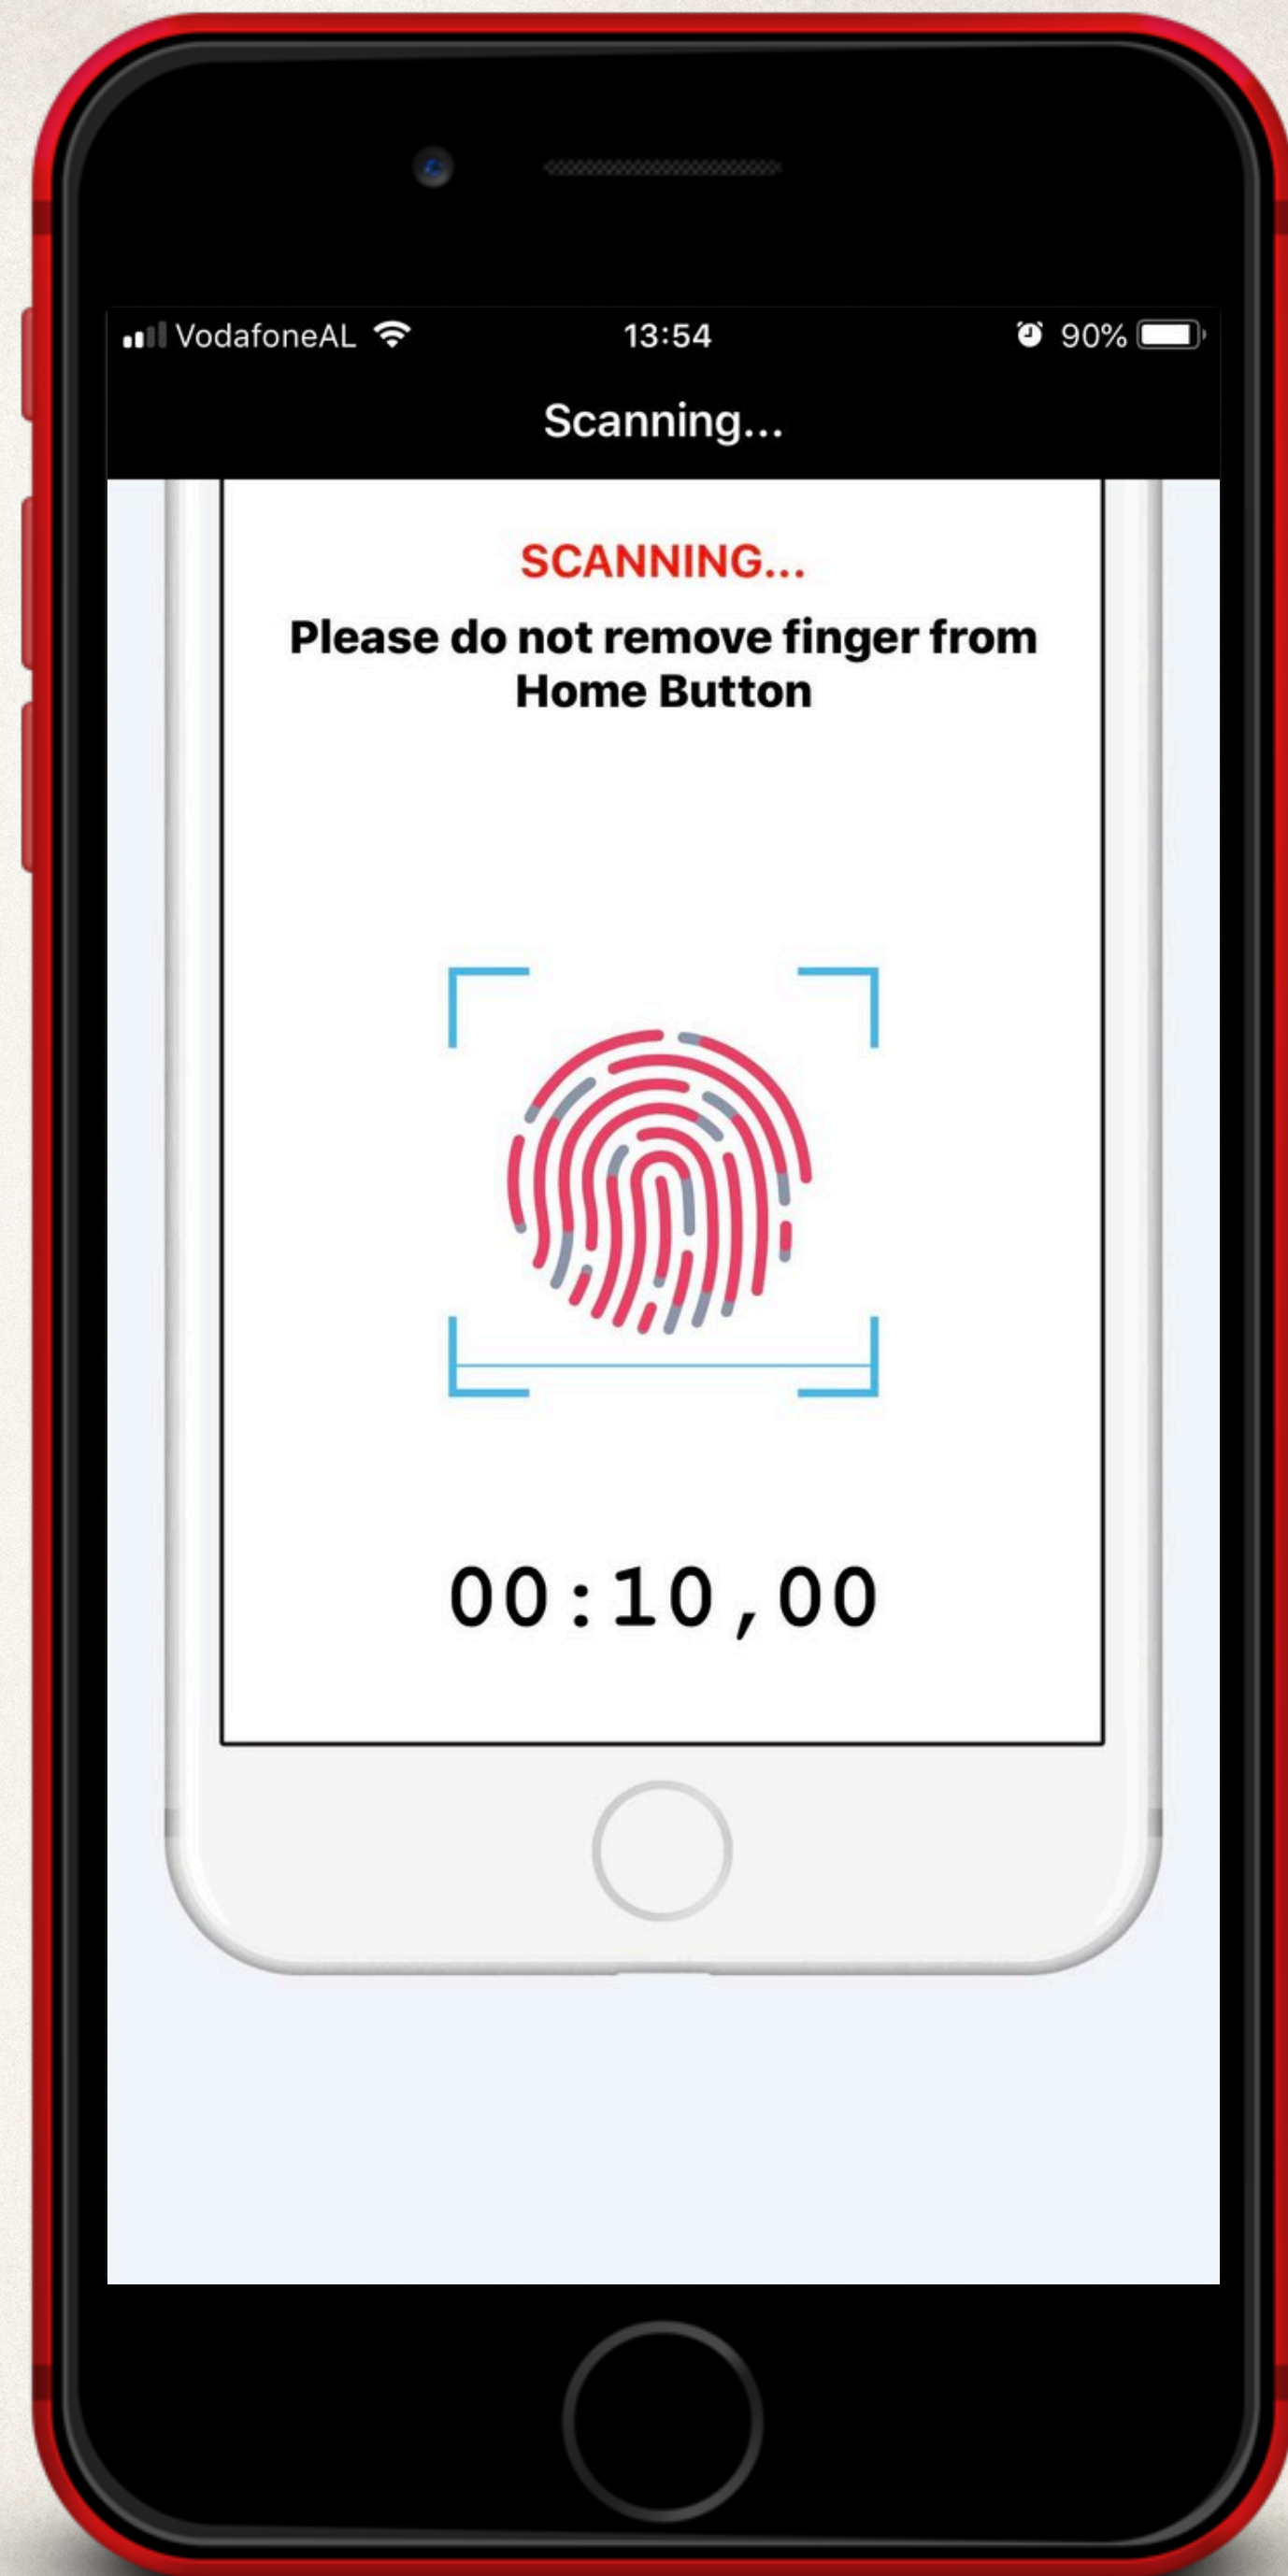 VodafoneAL 13:54 90%
Scanning...
SCANNING...
Please do not remove finger from
Home Button
00:10,00